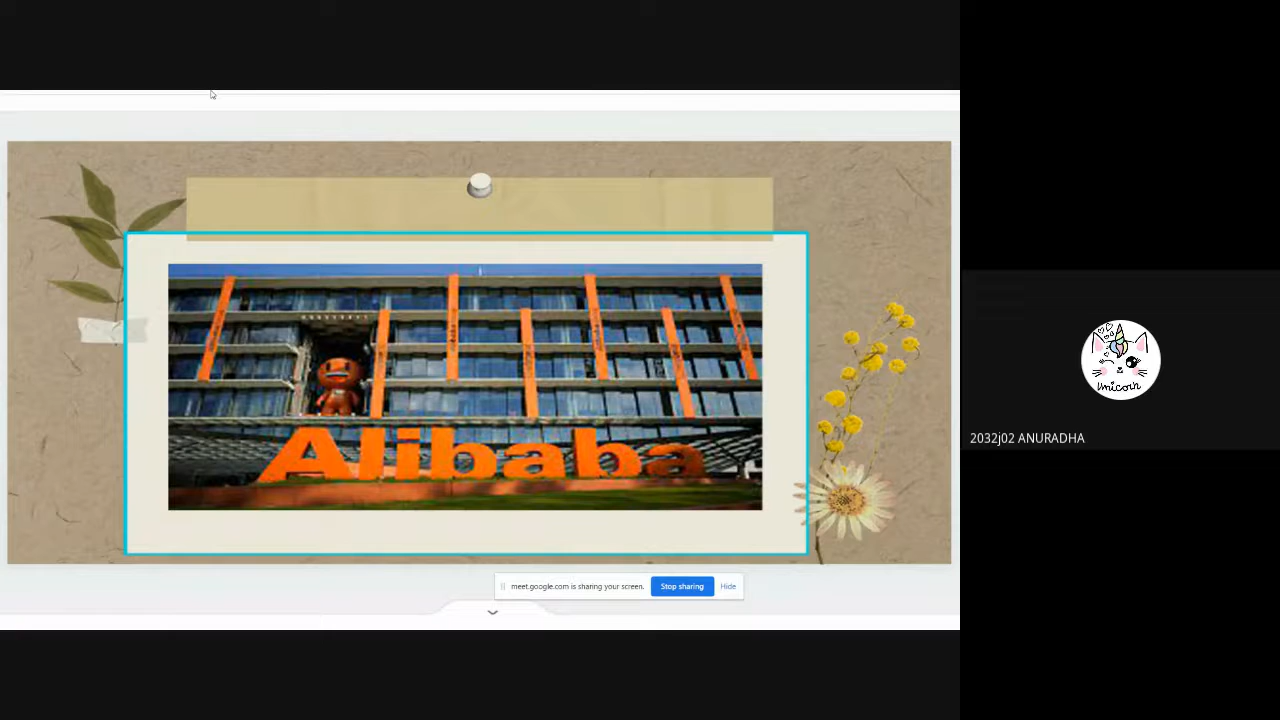 Alibaba
meet.google.com is sharing your screen.
Stop sharing
Hide
Unicorn
2032j02 ANURADHA